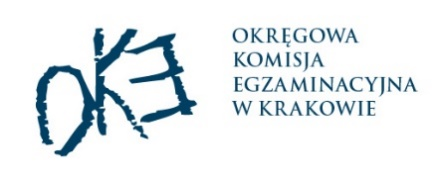 OKE
OKRĘGOWA
KOMISJA
EGZAMINACYJNA
W KRAKOWIE